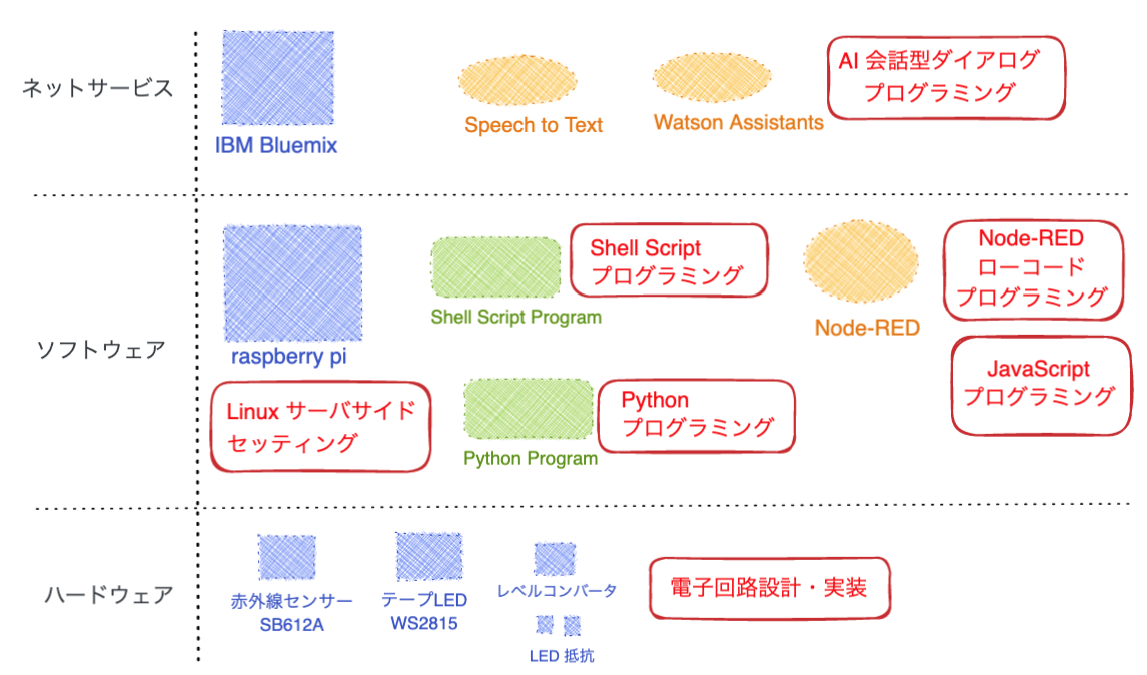 ネットサービス
IBM Bluemix
Speech to Text
Watson Assistants
AI 会話型ダイアログ
プログラミング
ソフトウェア
raspberry pi
Linux サーバサイド
セッティング
Shell Script Program
Shell Script
プログラミング
Python Program
Python
プログラミング
Node-RED
Node-RED
ローコード
プログラミング
JavaScript
プログラミング
ハードウェア
赤外線センサー
SB612A
テープLED
WS2815
レベルコンバータ
LED 抵抗
電子回路設計・実装